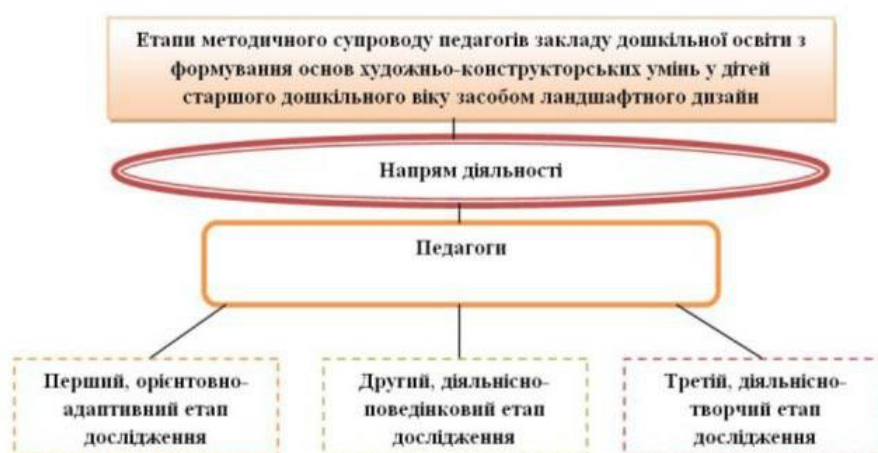 Етапи методичного супроводу педагогів закладу дошкільної освіти з
формування основ художньо-конструкторських умінь у дітей
старшого дошкільного віку засобом ландшафтного дизайн
Напрям діяльності
Педагоги
Перший, орієнтовно-
адаптивний етап
дослідження
Другий, діяльнісно-
поведінковий етап
дослідження
Третій, діяльнісно-
творчий етап
дослідження